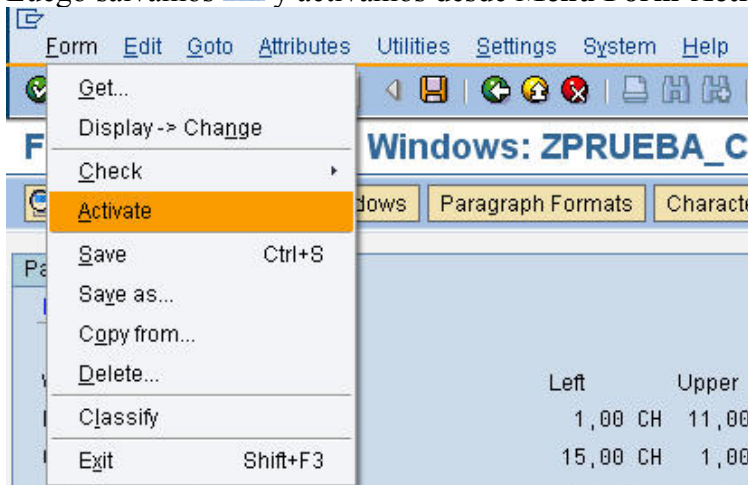 Form Edit Goto Attributes Utilities Settings System Help
Get...
Display -> Change
Windows: ZPRUEBA_C
Check
Activate
Paragraph Formats
Save Ctrl+S
Save as...
Copy from...
Delete...
Left Upper
Classify
1,00 CH 11,00
Exit Shift+F3
15,00 CH 1,00